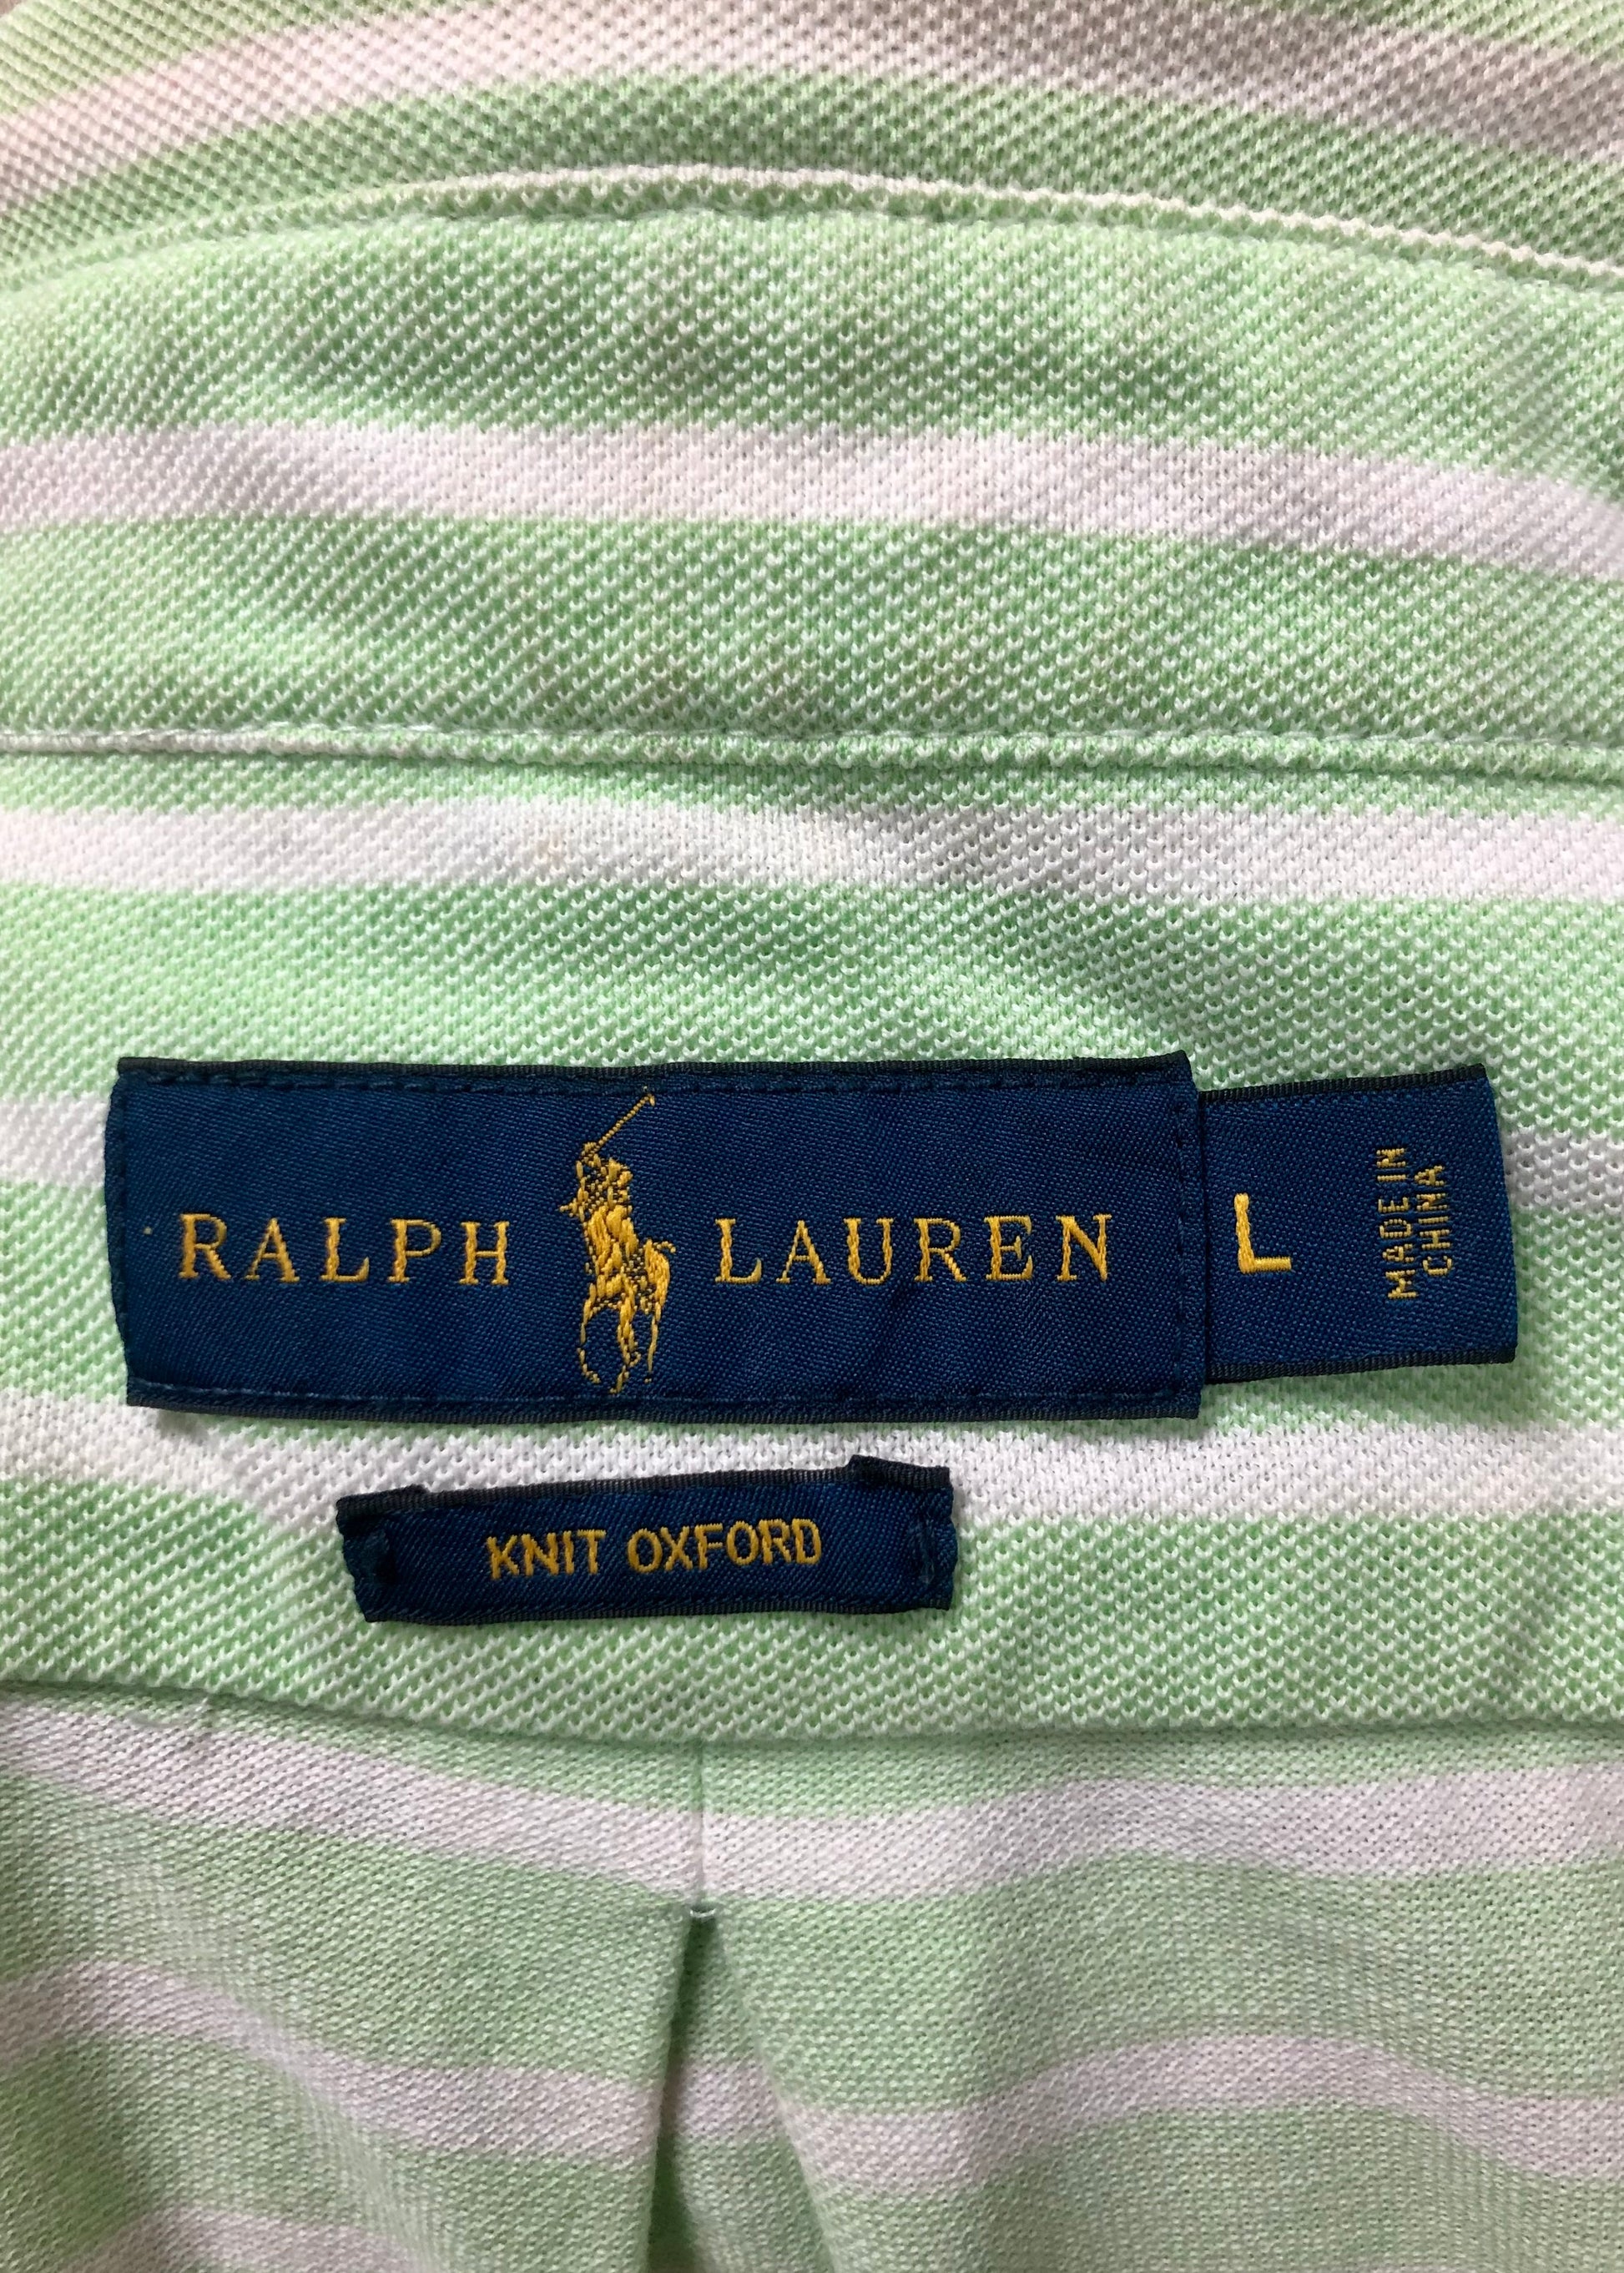 RALPH LAUREN
L
MADE IN
CHINA
KNIT OXFORD